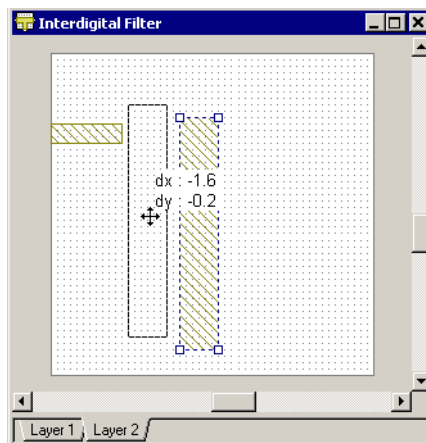 Interdigital Filter
dx : -1.6
dy : -0.2
Layer 1 Layer 2